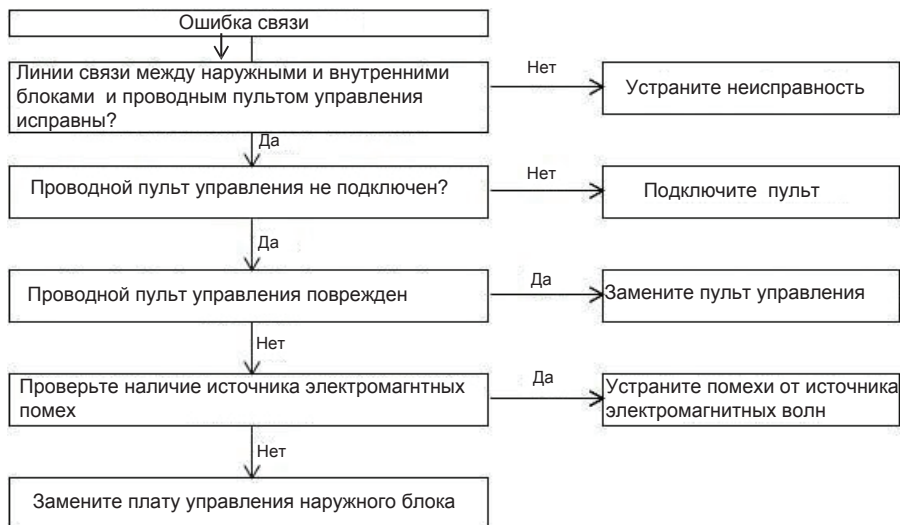 Ошибка связи
Линии связи между наружными и внутренними
блоками и проводным пультом управления
исправны?
Нет
Устраните неисправность
Да
Проводной пульт управления не подключен?
Нет
Подключите пульт
Да
Проводной пульт управления поврежден
Да
Замените пульт управления
Нет
Проверьте наличие источника электромагнтных
помех
Да
Устраните помехи от источника
электромагнитных волн
Нет
Замените плату управления наружного блока